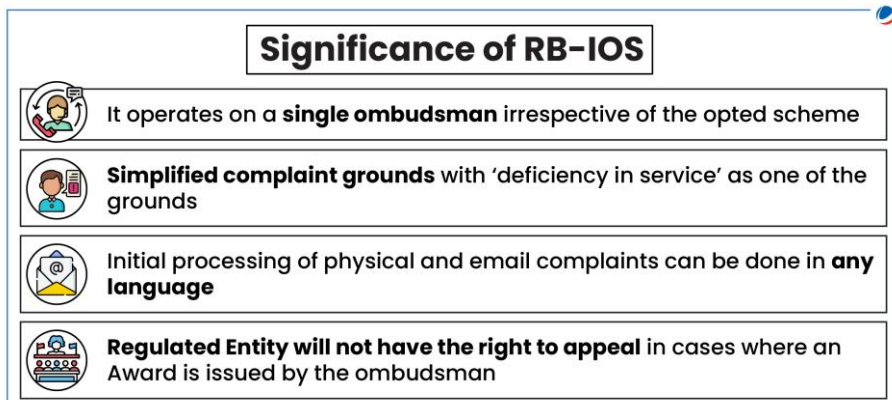 Significance of RB-IOS
It operates on a single ombudsman irrespective of the opted scheme
Simplified complaint grounds with ‘deficiency in service’ as one of the
grounds
Initial processing of physical and email complaints can be done in any
language
Regulated Entity will not have the right to appeal in cases where an
Award is issued by the ombudsman